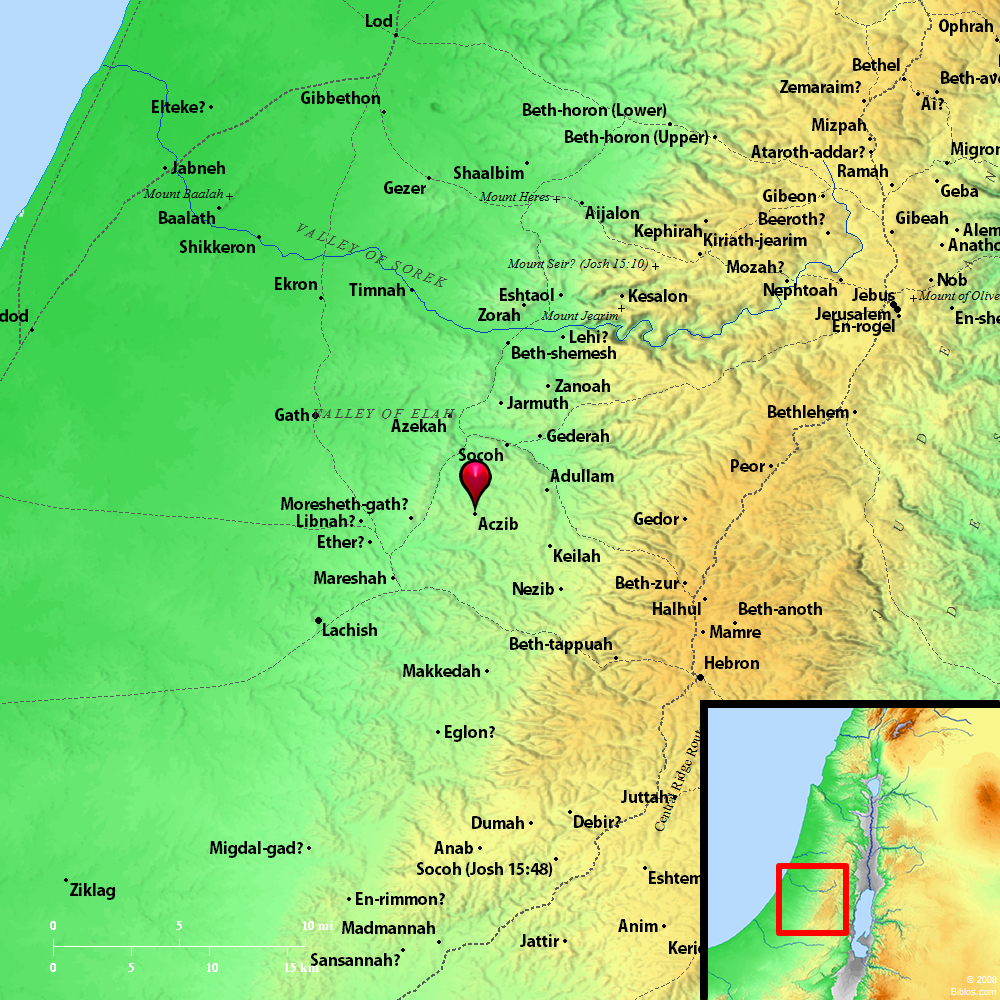 Lod
Ophrah
Bethel
Zemaraim?
Beth-av
Ai?
Gibbethon
Elteke?
Beth-horon (Lower)
Beth-horon (Upper)
Mizpah
Ataroth-addar?
Migron
Ramah
Jabneh
Shaalbim
Gezer
Geba
Mount Baalah
Mount Heres
Gibeon
Baalath
Aijalon
Beeroth?
Gibeah
Kephirah
Kiriath-jearim
Alem
Anatho
Shikkeron
VALLEY OF SOREK
Mount Seir? (Josh 15:10)
Mozah?
Nob
Ekron
Timnah
Eshtaol
Kesalon
Nephtoah
Jebus
Mount of Olive
Zorah
Mount Jearim
Jerusalem
En-she
dod
En-rogel
Lehi?
Beth-shemesh
Zanoah
Jarmuth
Gath
VALLEY OF ELAH
Azekah
Bethlehem
Gederah
Socoh
Peor
Adullam
Moresheth-gath?
Libnah?
Aczib
Gedor
Ether?
Keilah
Mareshah
Nezib
Beth-zur
Halhul
Beth-anoth
Lachish
Mamre
Beth-tappuah
Makkedah
Hebron
Eglon?
Central Ridge Rout
Juttah
Dumah
Debir?
Migdal-gad?
Anab
Socoh (Josh 15:48)
Eshtem
Ziklag
En-rimmon?
Madmannah
Anim
Jattir
Keri
Sansannah?
0 5 10 mi
0 5 10 15 km
J U D
D E
N
© 2008
Biblos.com